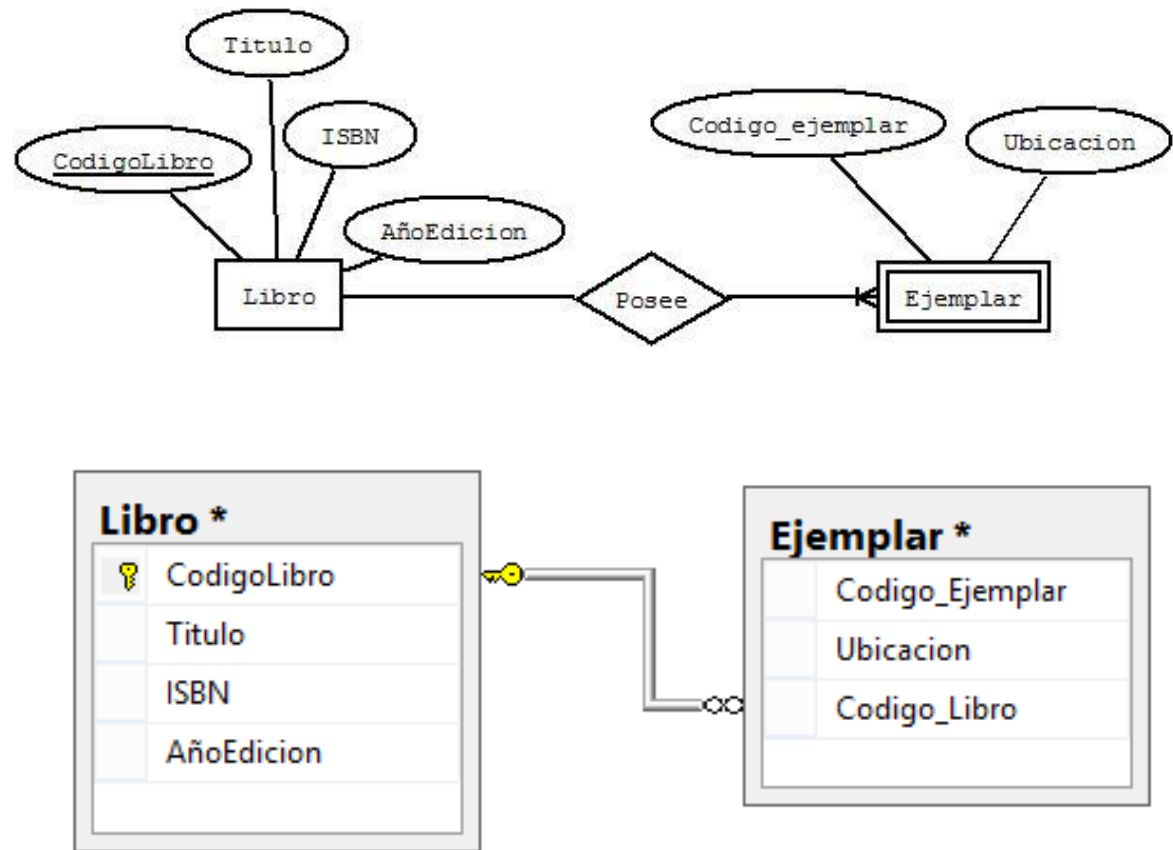 Titulo
ISBN
CodigoLibro
AñoEdicion
Libro
Posee
Codigo_ejemplar
Ubicacion
Ejemplar
Libro *
CodigoLibro
Titulo
ISBN
AñoEdicion
Ejemplar *
Codigo_Ejemplar
Ubicacion
Codigo_Libro